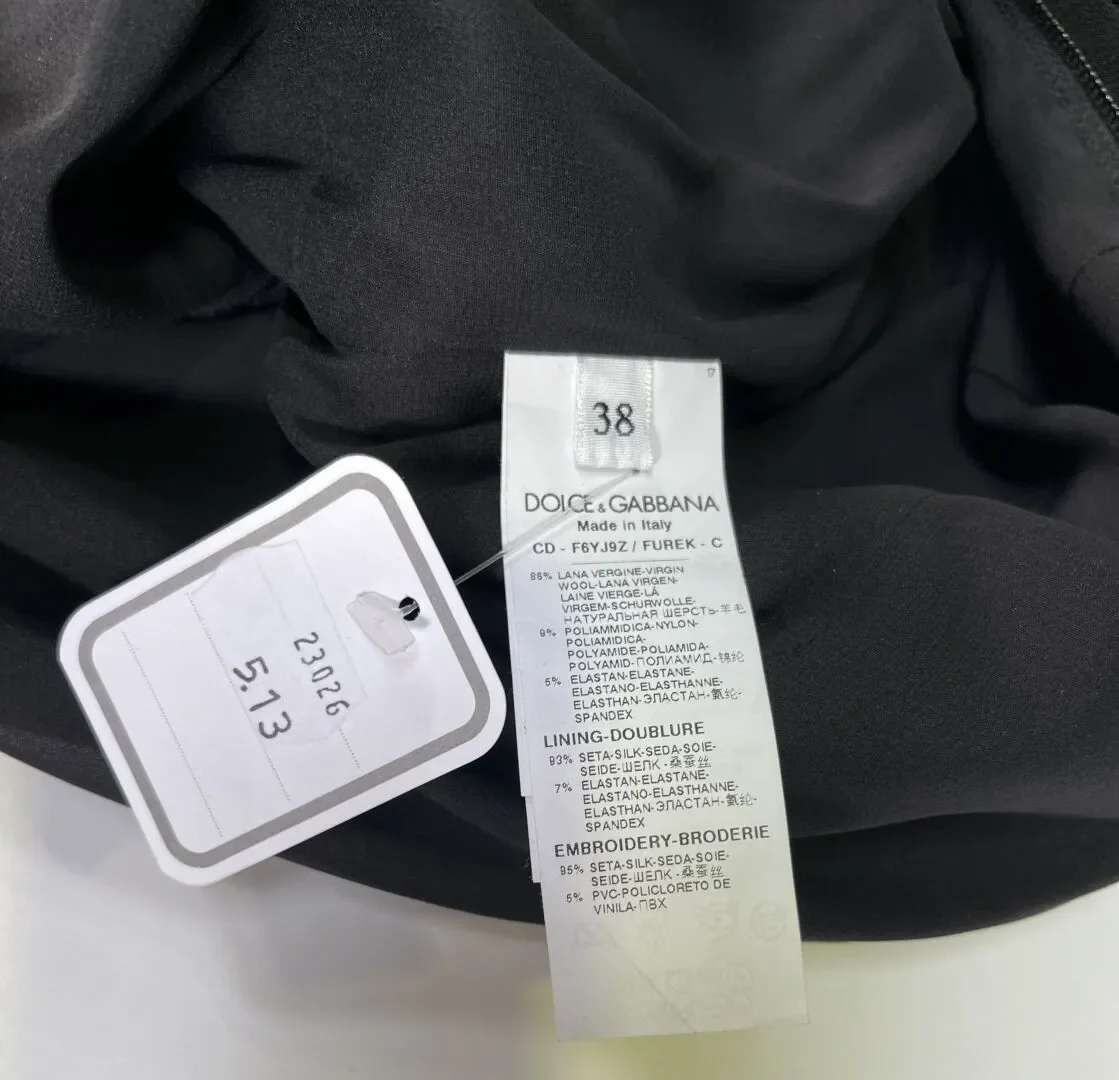 38
DOLCE & GABBANA
Made in Italy
CD - F6YJ9Z / FUREK - C
86% LANA VERGINE-VIRGIN
WOOL-LANA VIRGEN-
LAINE VIERGE-LÃ
VIRGEM-SCHURWOLLE-
НАТУРАЛЬНАЯ ШЕРСТЬ-羊毛
9% POLIAMMIDICA-NYLON-
POLIAMIDICA-
POLYAMIDE-POLIAMIDA-
POLYAMID-ПОЛИАМИД-锦纶
5% ELASTAN-ELASTANE-
ELASTANO-ELASTHANNE-
ELASTHAN-ЭЛАСТАН-氨纶-
SPANDEX
LINING-DOUBLURE
93% SETA-SILK-SEDA-SOIE-
SEIDE-ШЕЛК-桑蚕丝
7% ELASTAN-ELASTANE-
ELASTANO-ELASTHANNE-
ELASTHAN-ЭЛАСТАН-氨纶-
SPANDEX
EMBROIDERY-BRODERIE
95% SETA-SILK-SEDA-SOIE-
SEIDE-ШЕЛК-桑蚕丝
5% PVC-POLICLORETO DE
VINILA-ПВХ
23026
5.13